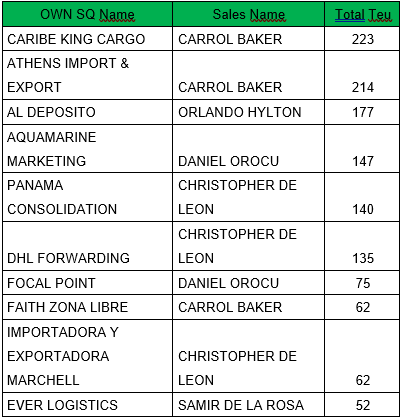 OWN SQ Name Sales Name Total Teu
CARIBE KING CARGO CARROL BAKER 223
ATHENS IMPORT &
EXPORT CARROL BAKER 214
AL DEPOSITO ORLANDO HYLTON 177
AQUAMARINE
MARKETING DANIEL OROCU 147
PANAMA CHRISTOPHER DE
CONSOLIDATION LEON 140
CHRISTOPHER DE
DHL FORWARDING LEON 135
FOCAL POINT DANIEL OROCU 75
FAITH ZONA LIBRE CARROL BAKER 62
IMPORTADORA Y
EXPORTADORA CHRISTOPHER DE
MARCHELL LEON 62
EVER LOGISTICS SAMIR DE LA ROSA 52